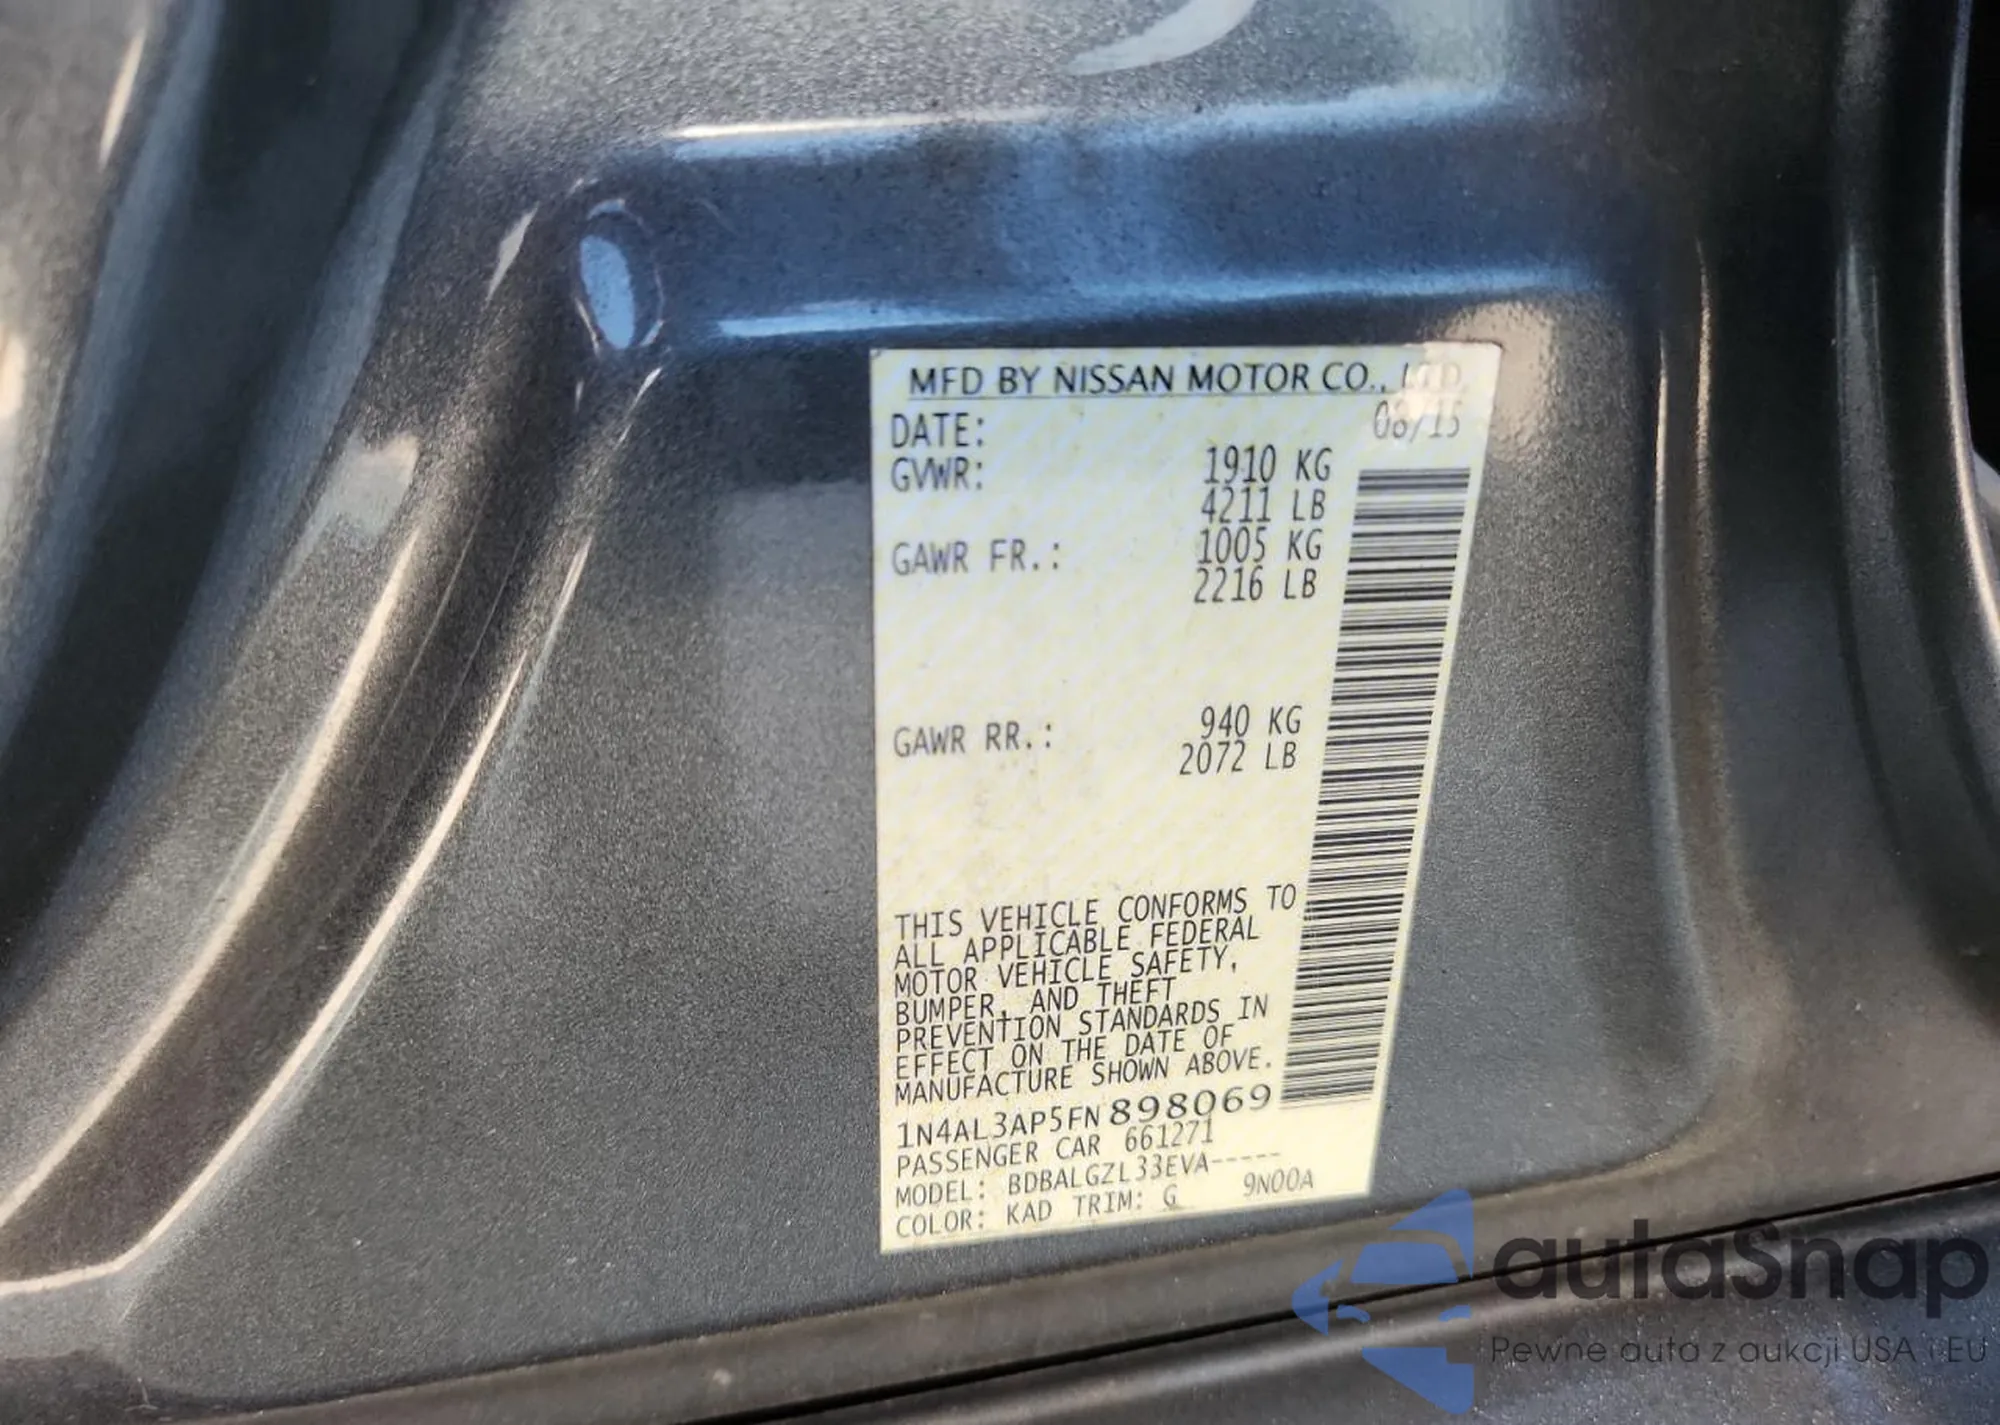 MFD BY NISSAN MOTOR CO., LTD.
DATE: 08/15
GVWR: 1910 KG
4211 LB
GAWR FR.: 1005 KG
2216 LB
GAWR RR.: 940 KG
2072 LB
THIS VEHICLE CONFORMS TO
ALL APPLICABLE FEDERAL
MOTOR VEHICLE SAFETY,
BUMPER, AND THEFT
PREVENTION STANDARDS IN
EFFECT ON THE DATE OF
MANUFACTURE SHOWN ABOVE.
1N4AL3AP5FN898069
PASSENGER CAR 661271
MODEL: BDBALGZL33EVA-----
COLOR: KAD TRIM: G 9N00A
autaSnap
Pewne auta z aukcji USA i EU